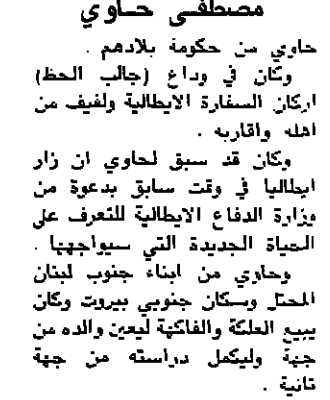 مصطفى حاوي
حاوي من حكومة بلادهم .
وكان في وداع (جالب الحظ)
اركان السفارة الايطالية ولفيف من
اهله واقاربه .
وكان قد سبق لحاوي ان زار
ايطاليا في وقت سابق بدعوة من
وزارة الدفاع الايطالية للتعرف على
الحياة الجديدة التي سيواجهها .
وحاوي من ابناء جنوب لبنان
المحتل وسكان جنوبي بيروت وكان
يبيع العلكة والفاكهة ليعين والده من
جهة وليكمل دراسته من جهة
ثانية .